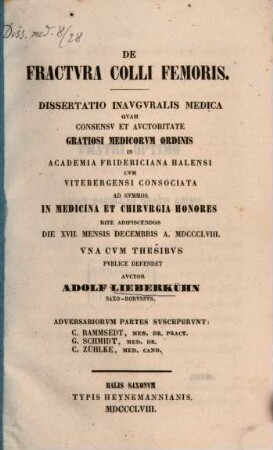 Diss. med. 8/28
DE
FRACTVRA COLLI FEMORIS.
DISSERTATIO INAVGVRALIS MEDICA
QVAM
CONSENSV ET AVCTORITATE
GRATIOSI MEDICORVM ORDINIS
IN
ACADEMIA FRIDERICIANA HALENSI
CVM
VITEBERGENSI CONSOCIATA
AD SVMMOS
IN MEDICINA ET CHIRVRGIA HONORES
RITE ADIPISCENDOS
DIE XVII. MENSIS DECEMBRIS A. MDCCCLVIII.
VNA CVM THESIBVS
PVBLICE DEFENDET
AVCTOR
ADOLF LIEBERKÜHN
SAXO-BORVSSVS.
ADVERSARIORVM PARTES SVSCEPERVNT:
C. RAMMSEDT, MED. DR. PRACT.
G. SCHMIDT, MED. DR.
C. ZÜHLKE, MED. CAND.
HALIS SAXONVM
TYPIS HEYNEMANNIANIS.
MDCCCLVIII.